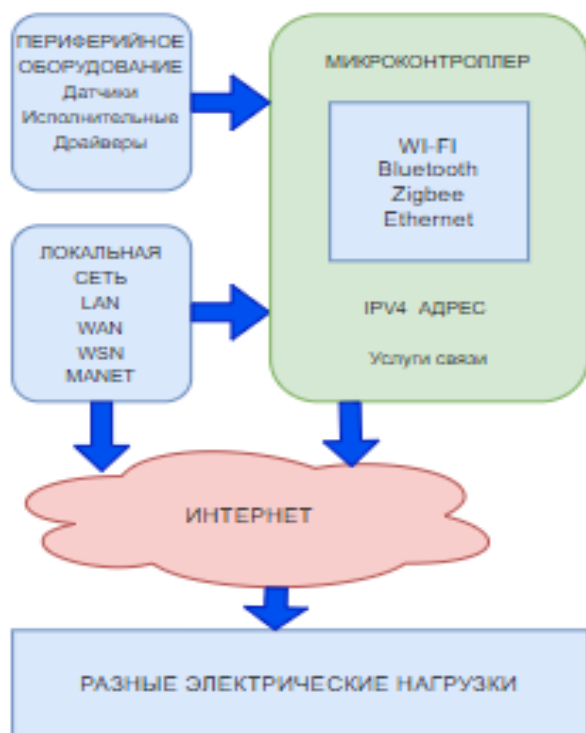 ПЕРИФЕРИЙНОЕ
ОБОРУДОВАНИЕ
Датчики
Исполнительные
Драйверы
МИКРОКОНТРОЛЛЕР
WI-FI
Bluetooth
Zigbee
Ethernet
IPV4 АДРЕС
Услуги связи
ЛОКАЛЬНАЯ
СЕТЬ
LAN
WAN
WSN
MANET
ИНТЕРНЕТ
РАЗНЫЕ ЭЛЕКТРИЧЕСКИЕ НАГРУЗКИ